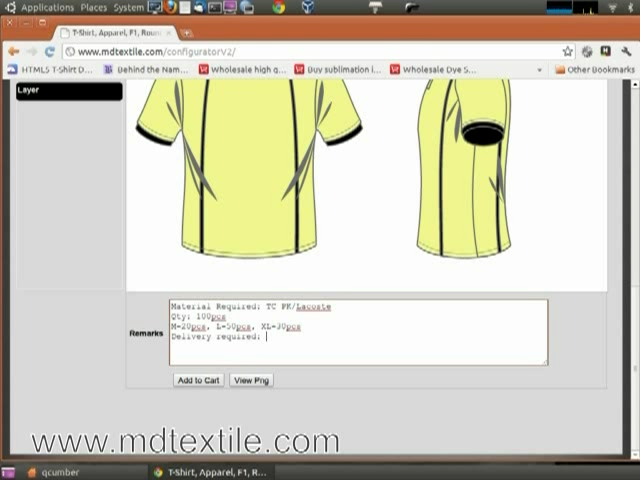 Applications Places System
T-Shirt, Apparel, F1, Roun
www.mdtextile.com/configuratorV2/
HTML5 T-Shirt D... Behind the Nam... Wholesale high q... Buy sublimation i... Wholesale Dye S... Other Bookmarks
Layer
Remarks
Material Required: TC PK/Lacoste
Qty: 100pcs
M=20pcs, L=50pcs, XL=30pcs
Delivery required:
Add to Cart View Png
www.mdtextile.com
qcumber T-Shirt, Apparel, F1, R...